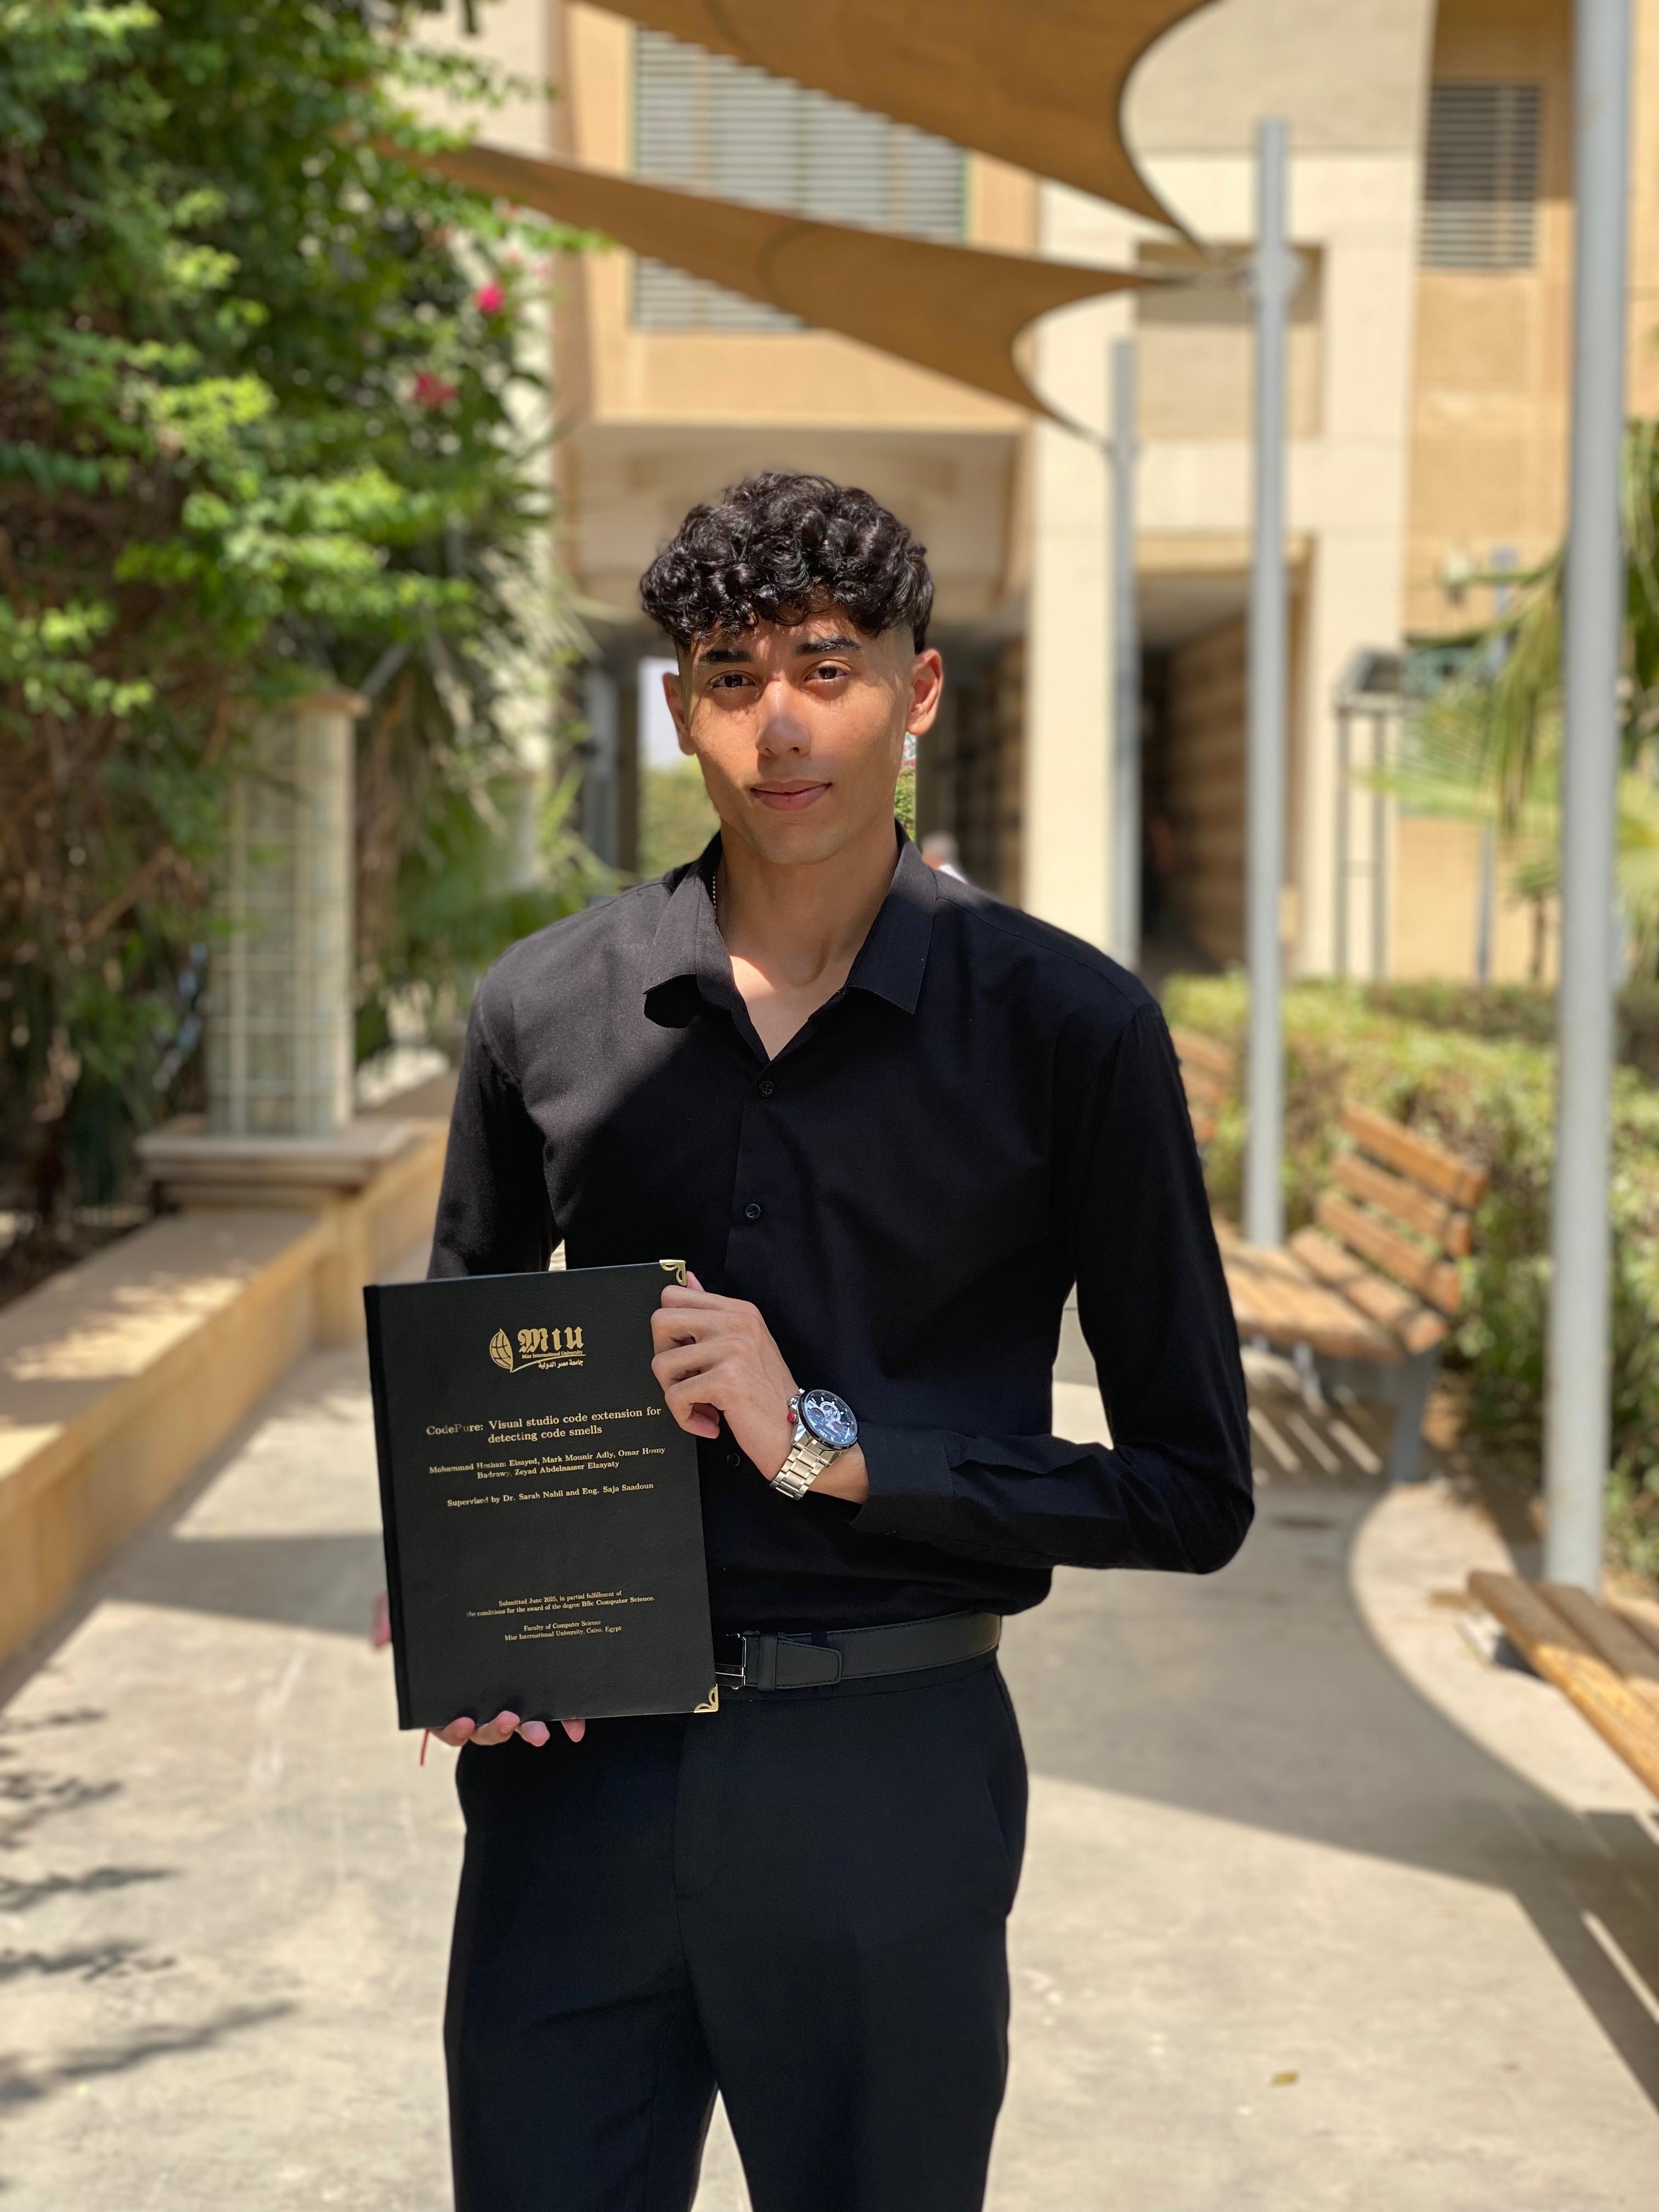 MIU
Misr International University
جامعة مصر الدولية
CodePure: Visual studio code extension for
detecting code smells
Mohammad Hesham Elsayed, Mark Mounir Adly, Omar Hosny
Badrawy, Zeyad Abdelnasser Elzayaty
Supervised by Dr. Sarah Nabil and Eng. Saja Saadoun
Submitted June 2025, in partial fulfillment of
the conditions for the award of the degree BSc Computer Science.
Faculty of Computer Science
Misr International University, Cairo, Egypt